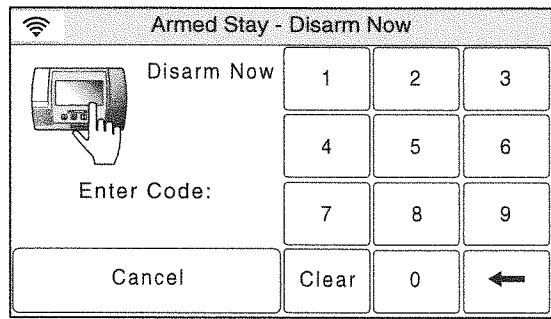 Armed Stay - Disarm Now
Disarm Now
1 2 3
4 5 6
Enter Code:
7 8 9
Cancel
Clear 0